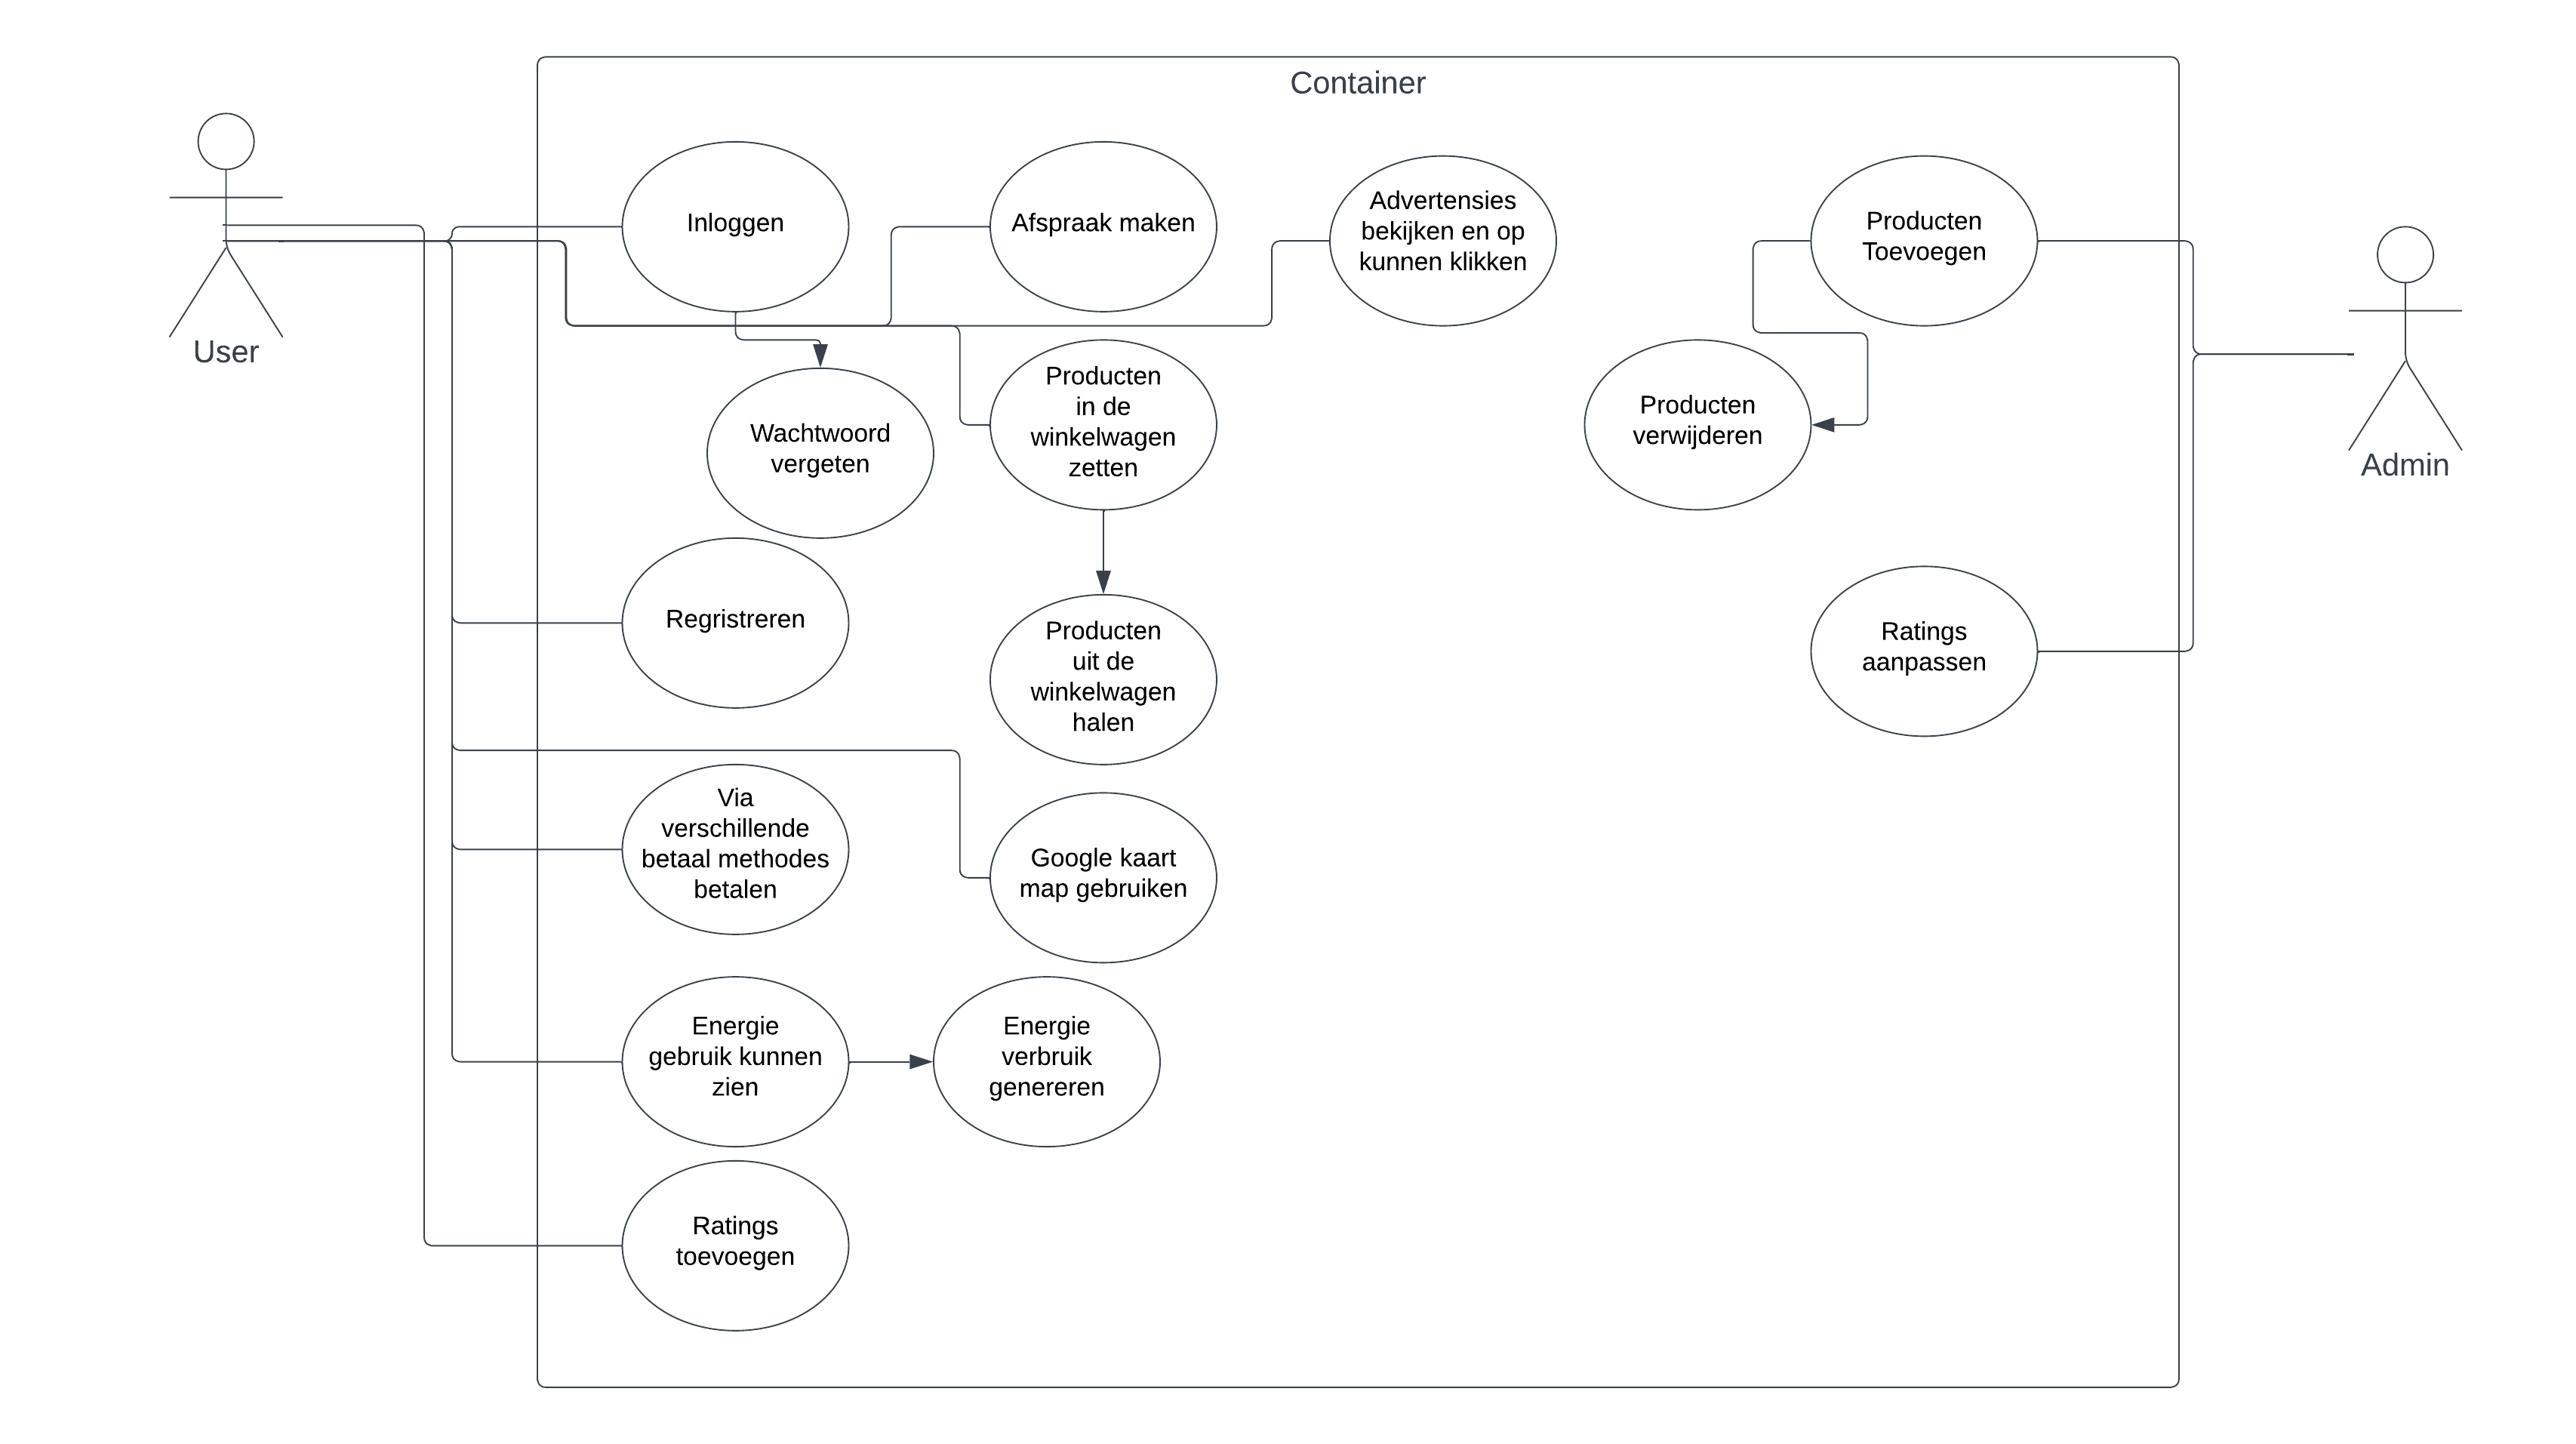 Container
User
Inloggen
Afspraak maken
Advertensies
bekijken en op
kunnen klikken
Producten
Toevoegen
Admin
Wachtwoord
vergeten
Producten
in de
winkelwagen
zetten
Producten
verwijderen
Regristreren
Producten
uit de
winkelwagen
halen
Ratings
aanpassen
Via
verschillende
betaal methodes
betalen
Google kaart
map gebruiken
Energie
gebruik kunnen
zien
Energie
verbruik
genereren
Ratings
toevoegen